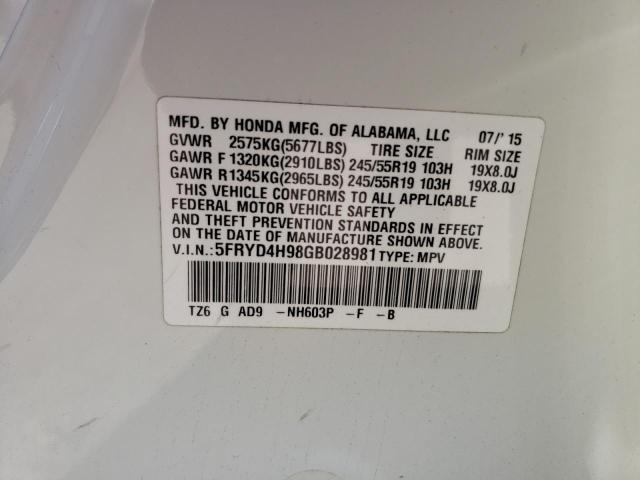 MFD. BY HONDA MFG. OF ALABAMA, LLC 07/'15
GVWR 2575KG(5677LBS) TIRE SIZE RIM SIZE
GAWR F 1320KG(2910LBS) 245/55R19 103H 19X8.0J
GAWR R1345KG(2965LBS) 245/55R19 103H 19X8.0J
THIS VEHICLE CONFORMS TO ALL APPLICABLE
FEDERAL MOTOR VEHICLE SAFETY
AND THEFT PREVENTION STANDARDS IN EFFECT
ON THE DATE OF MANUFACTURE SHOWN ABOVE.
V.I.N.: 5FRYD4H98GB028981 TYPE: MPV
TZ6 G AD9 -NH603P -F -B